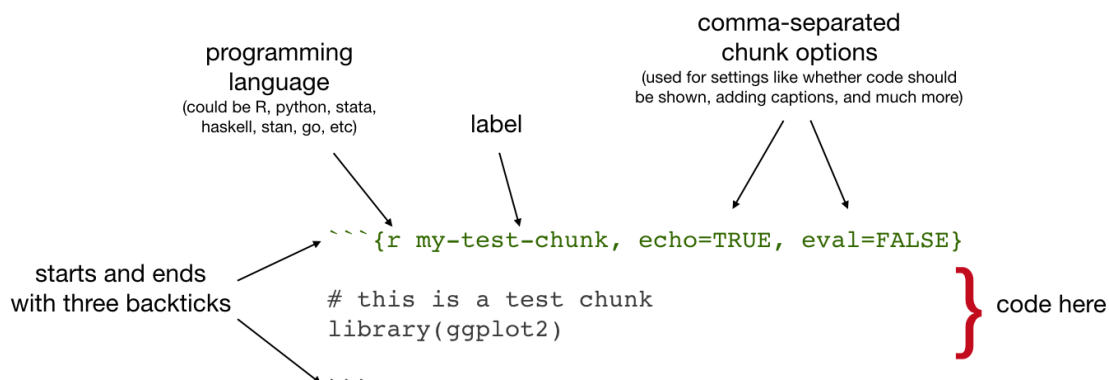 comma-separated
chunk options
(used for settings like whether code should
be shown, adding captions, and much more)
programming
language
(could be R, python, stata,
haskell, stan, go, etc)
label
```{r my-test-chunk, echo=TRUE, eval=FALSE}
starts and ends
with three backticks
# this is a test chunk
library(ggplot2)
} code here
```